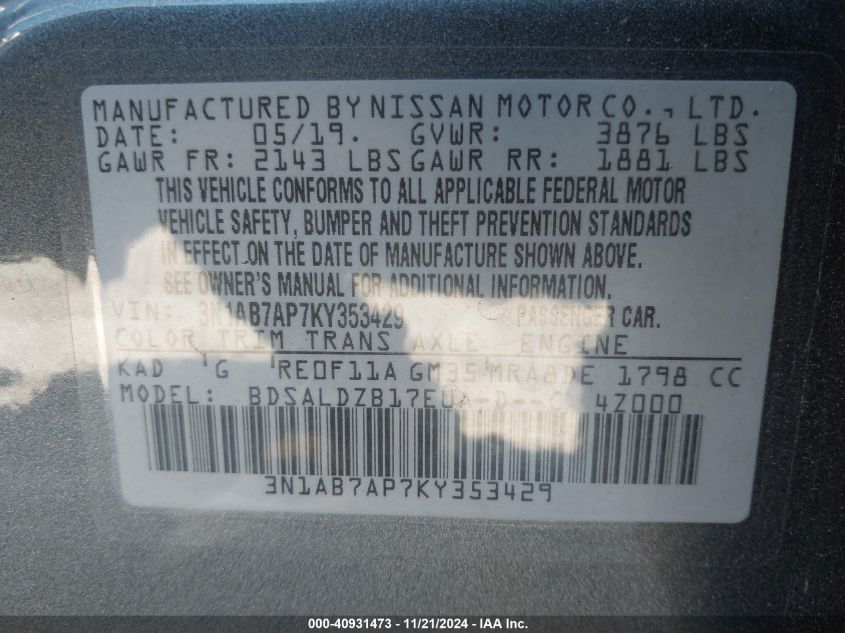 MANUFACTURED BY NISSAN MOTOR CO., LTD.
DATE: 05/19. GVWR: 3876 LBS
GAWR FR: 2143 LBS GAWR RR: 1881 LBS
THIS VEHICLE CONFORMS TO ALL APPLICABLE FEDERAL MOTOR
VEHICLE SAFETY, BUMPER AND THEFT PREVENTION STANDARDS
IN EFFECT ON THE DATE OF MANUFACTURE SHOWN ABOVE.
SEE OWNER'S MANUAL FOR ADDITIONAL INFORMATION.
VIN: 3N1AB7AP7KY353429 PASSENGER CAR.
COLOR TRIM TRANS AXLE ENGINE
KAD G RE0F11A GM35 MRA8DE 1798 CC
MODEL: 4Z000
3N1AB7AP7KY353429
000-40931473 - 11/21/2024 - IAA Inc.